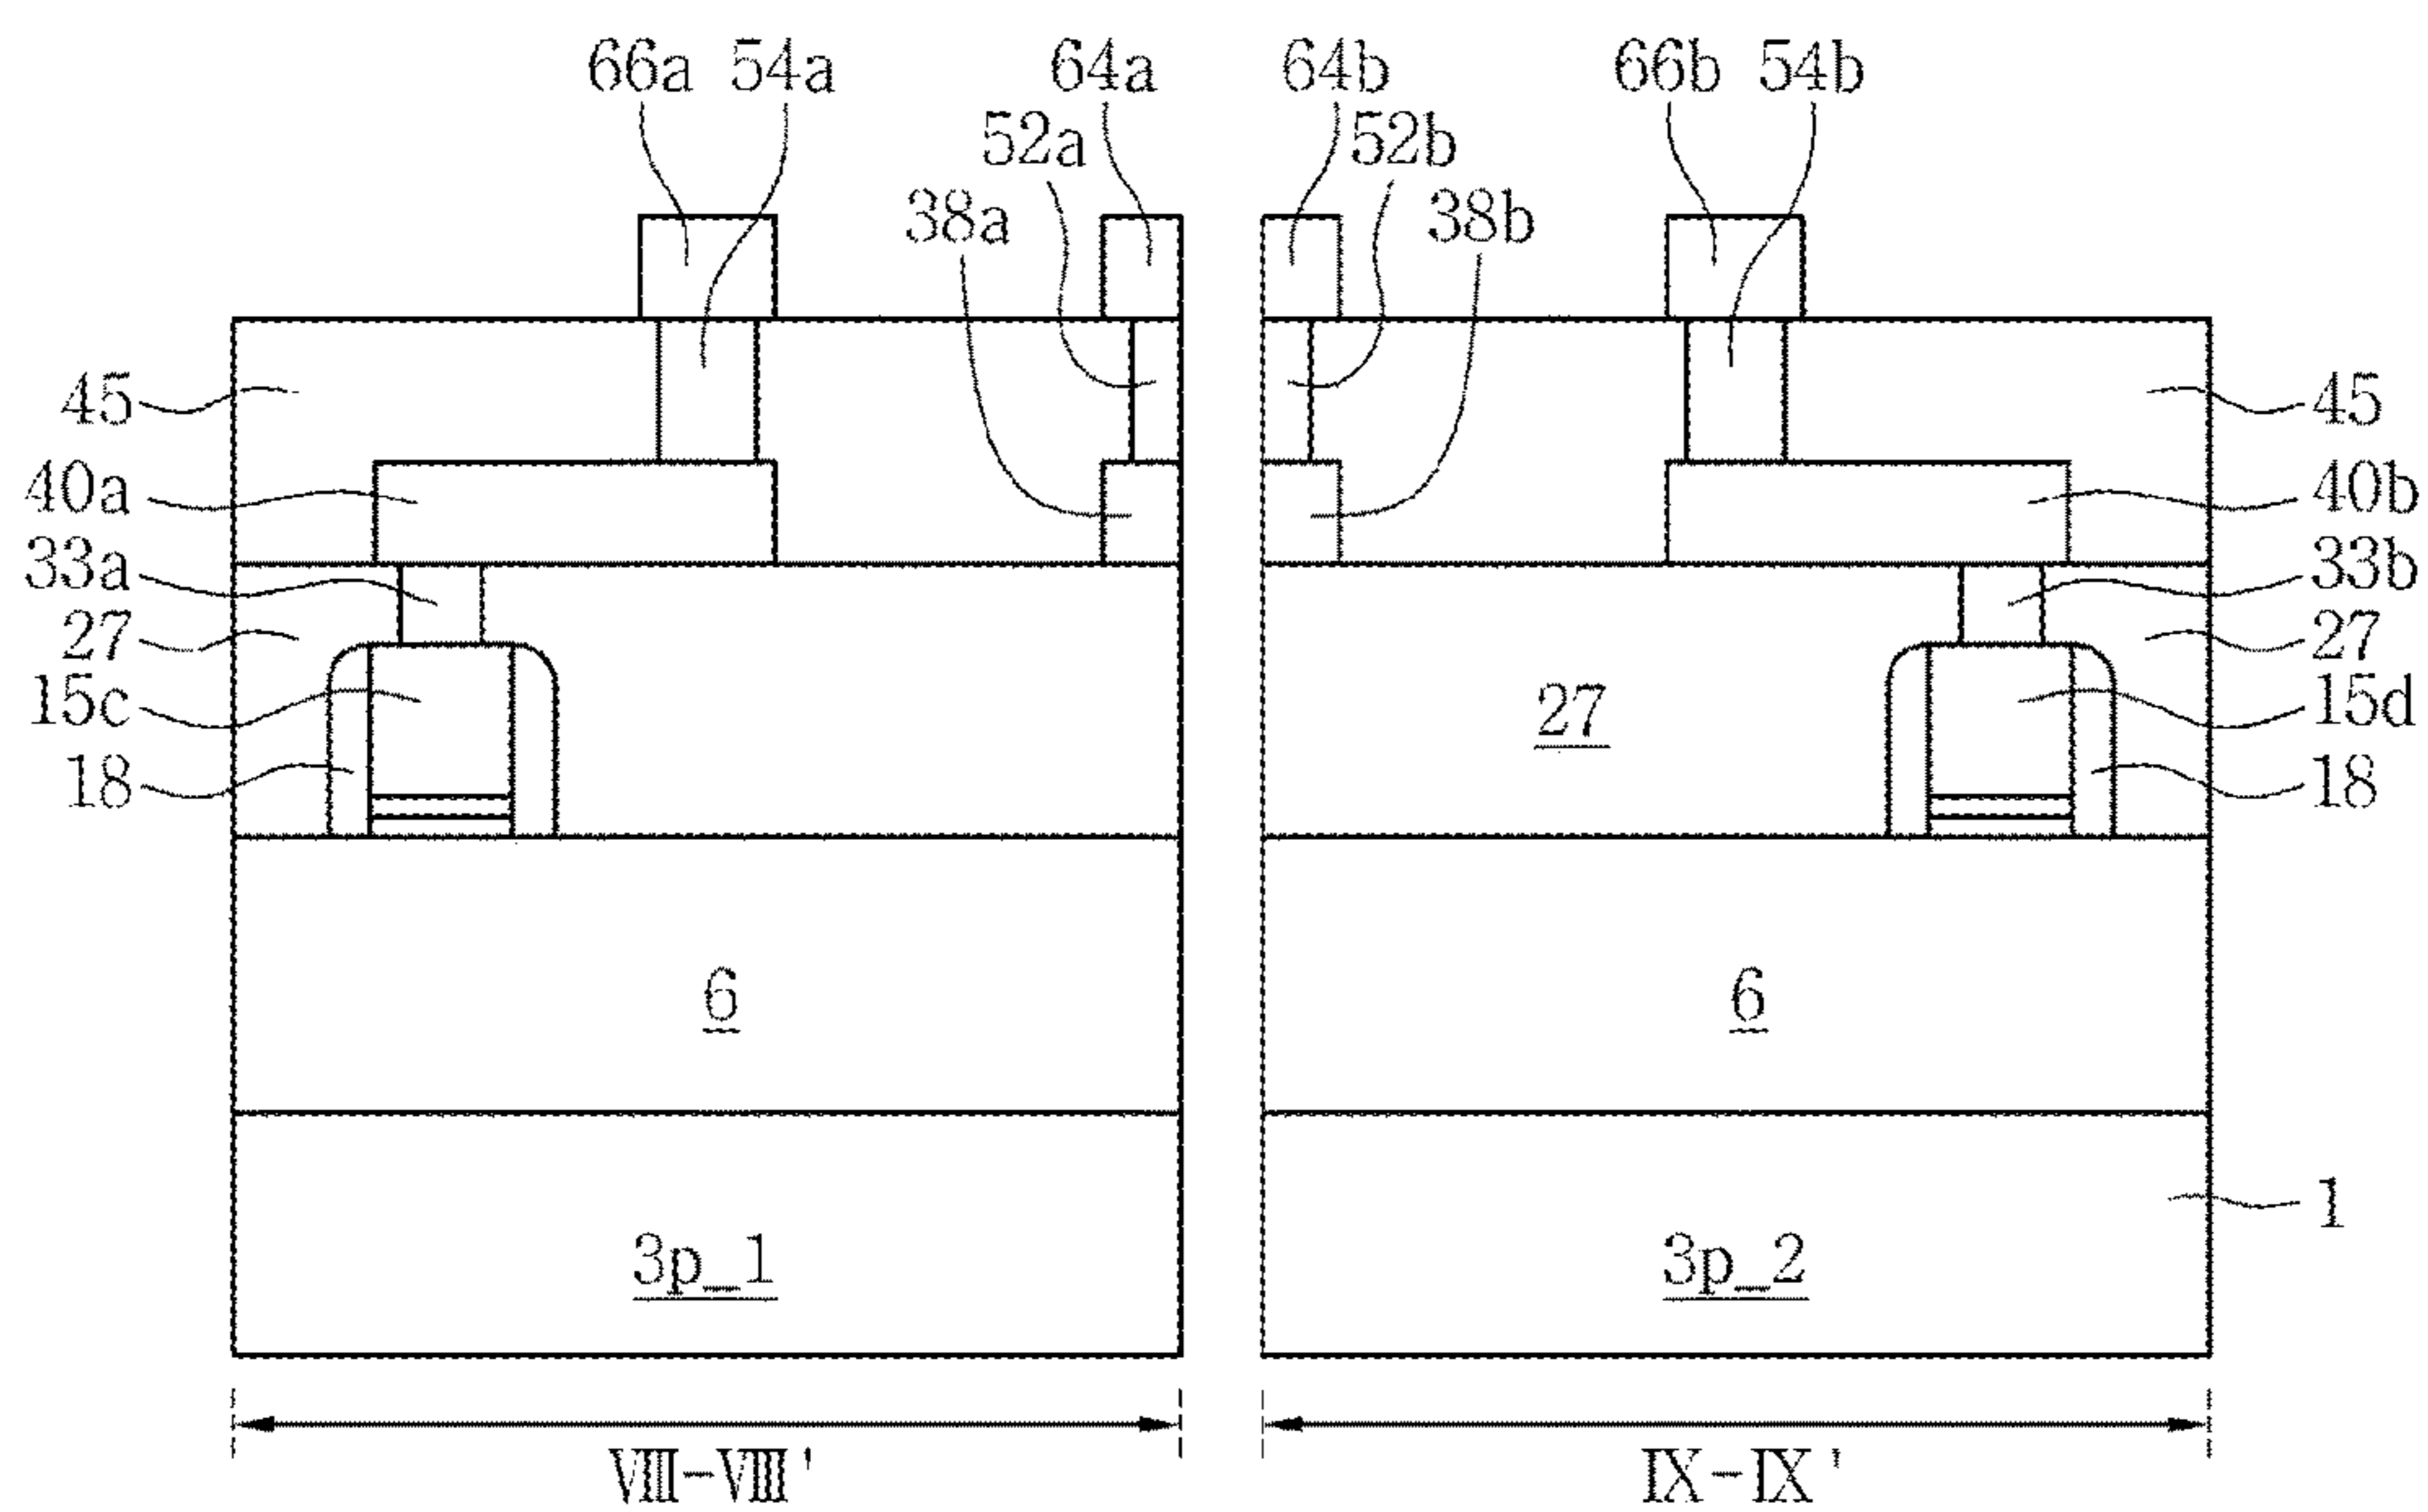 66a 54a 64a 64b 66b 54b
52a 52b
38a 38b
45 45
40a 40b
33a 33b
27 27
27
15c 15d
18 18
6 6
1
3p_1 3p_2
Ⅷ-Ⅷ' Ⅸ-Ⅸ'